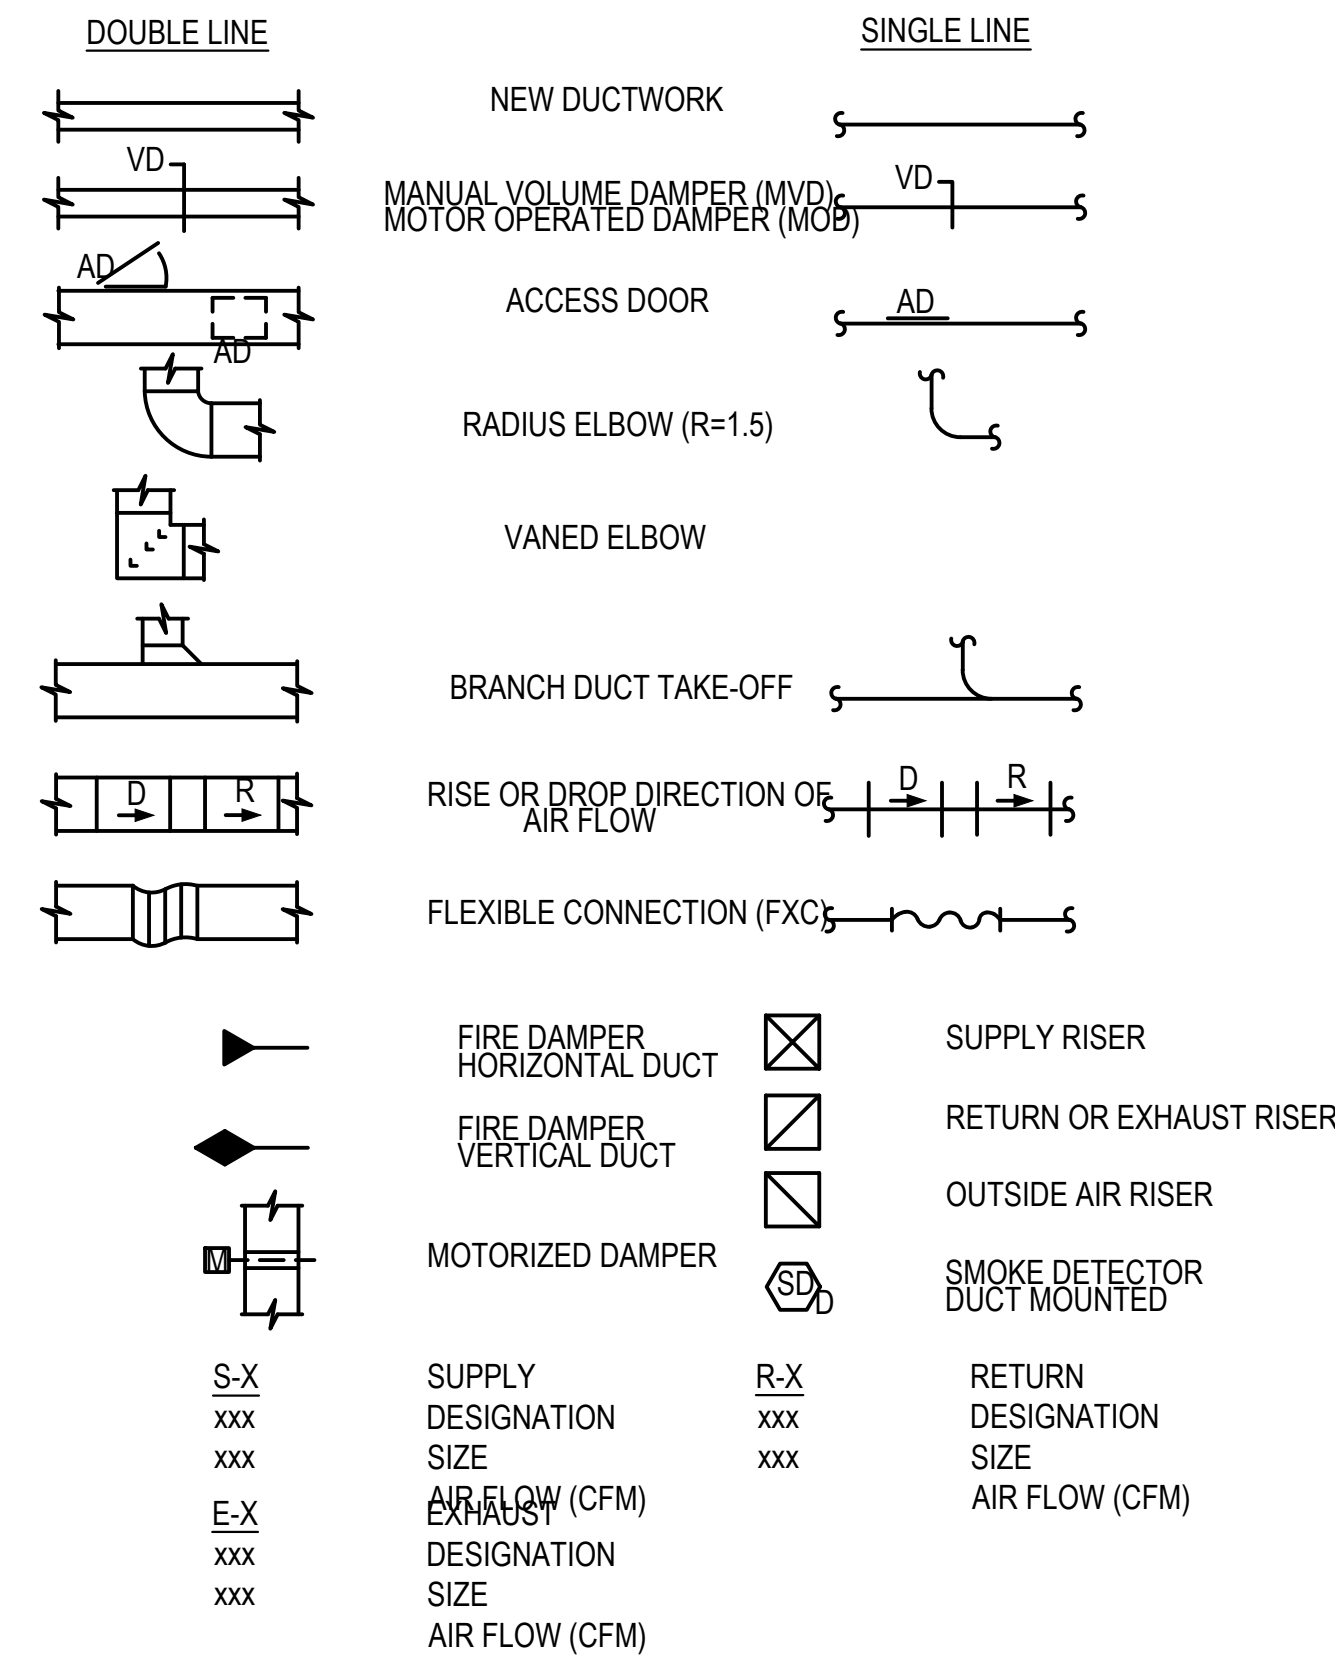 DOUBLE LINE
SINGLE LINE
NEW DUCTWORK
VD
MANUAL VOLUME DAMPER (MVD)
MOTOR OPERATED DAMPER (MOD)
VD
AD
AD
ACCESS DOOR
AD
RADIUS ELBOW (R=1.5)
VANED ELBOW
BRANCH DUCT TAKE-OFF
D R
RISE OR DROP DIRECTION OF
AIR FLOW
D R
FLEXIBLE CONNECTION (FXC)
FIRE DAMPER
HORIZONTAL DUCT
SUPPLY RISER
FIRE DAMPER
VERTICAL DUCT
RETURN OR EXHAUST RISER
OUTSIDE AIR RISER
M
MOTORIZED DAMPER
SD
D
SMOKE DETECTOR
DUCT MOUNTED
S-X
xxx
xxx
SUPPLY
DESIGNATION
SIZE
AIR FLOW (CFM)
R-X
xxx
xxx
RETURN
DESIGNATION
SIZE
AIR FLOW (CFM)
E-X
xxx
xxx
EXHAUST
DESIGNATION
SIZE
AIR FLOW (CFM)